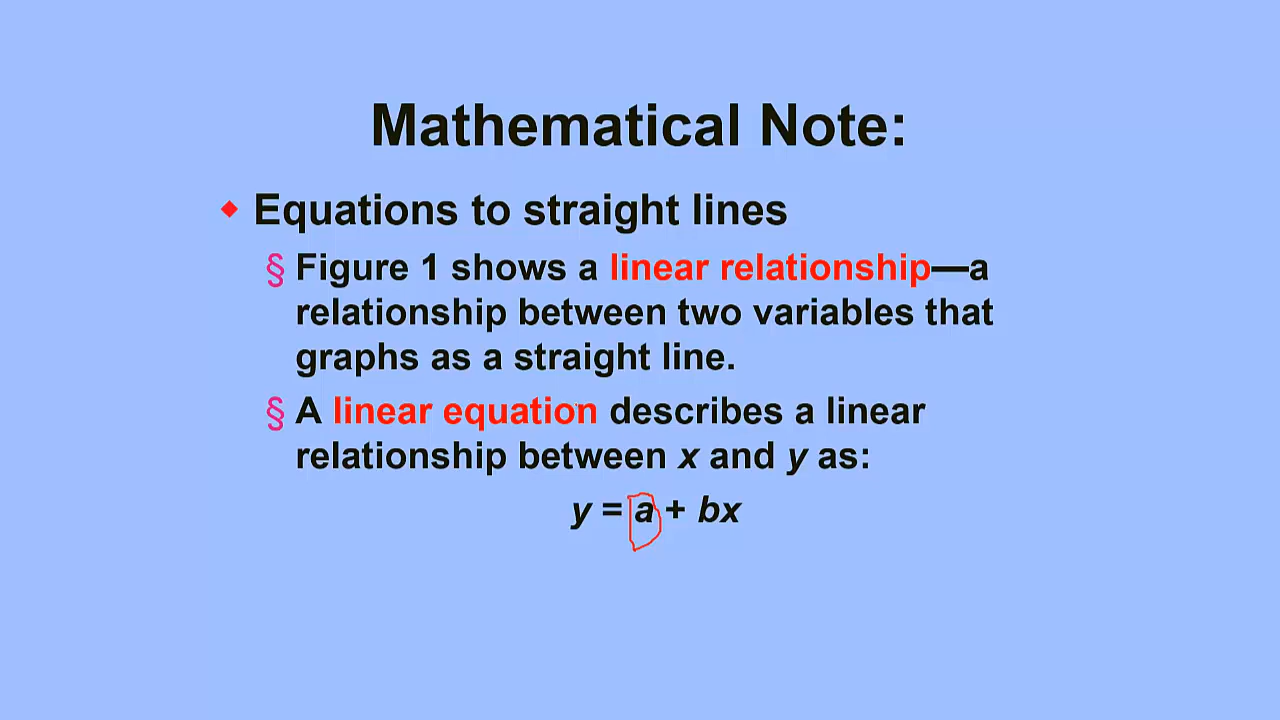 Mathematical Note:
Equations to straight lines
§ Figure 1 shows a linear relationship—a
relationship between two variables that
graphs as a straight line.
§ A linear equation describes a linear
relationship between x and y as:
y = a + bx